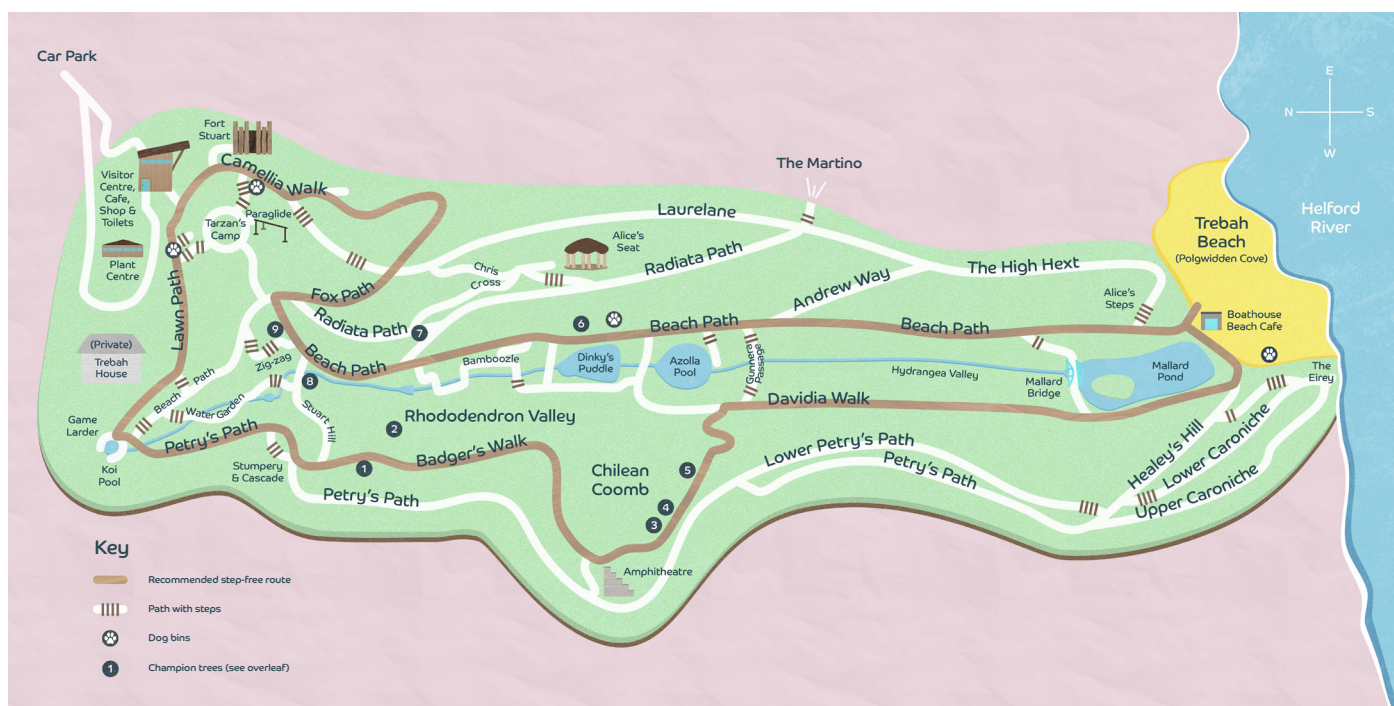 Car Park
Fort
Stuart
Camellia Walk
Visitor
Centre,
Cafe,
Shop &
Toilets
Paraglide
Tarzan's
Camp
Plant
Centre
Lawn Path
(Private)
Trebah
House
Game
Larder
Koi
Pool
The Martino
Laurelane
Alice's
Seat
Radiata Path
Chris
Cross
Fox Path
Radiata Path
7
9
Beach Path
Zig-zag
8
Beach Path
Water Garden
Petry's Path
Stuart Hill
Stumpery
& Cascade
Andrew Way
The High Hext
Alice's
Steps
6
Beach Path
Beach Path
Bamboozle
Dinky's
Puddle
Azolla
Pool
Gunnera
Passage
Hydrangea Valley
Mallard
Bridge
Mallard
Pond
Davidia Walk
Rhododendron Valley
2
1
Badger's Walk
Petry's Path
Chilean
Coomb
5
4
3
Amphitheatre
Lower Petry's Path
Petry's Path
Healey's Hill
Lower Caroniche
Upper Caroniche
The
Eirey
Boathouse
Beach Cafe
Trebah
Beach
(Polgwidden Cove)
Helford
River
E
N
S
W
Key
Recommended step-free route
Path with steps
Dog bins
1
Champion trees (see overleaf)